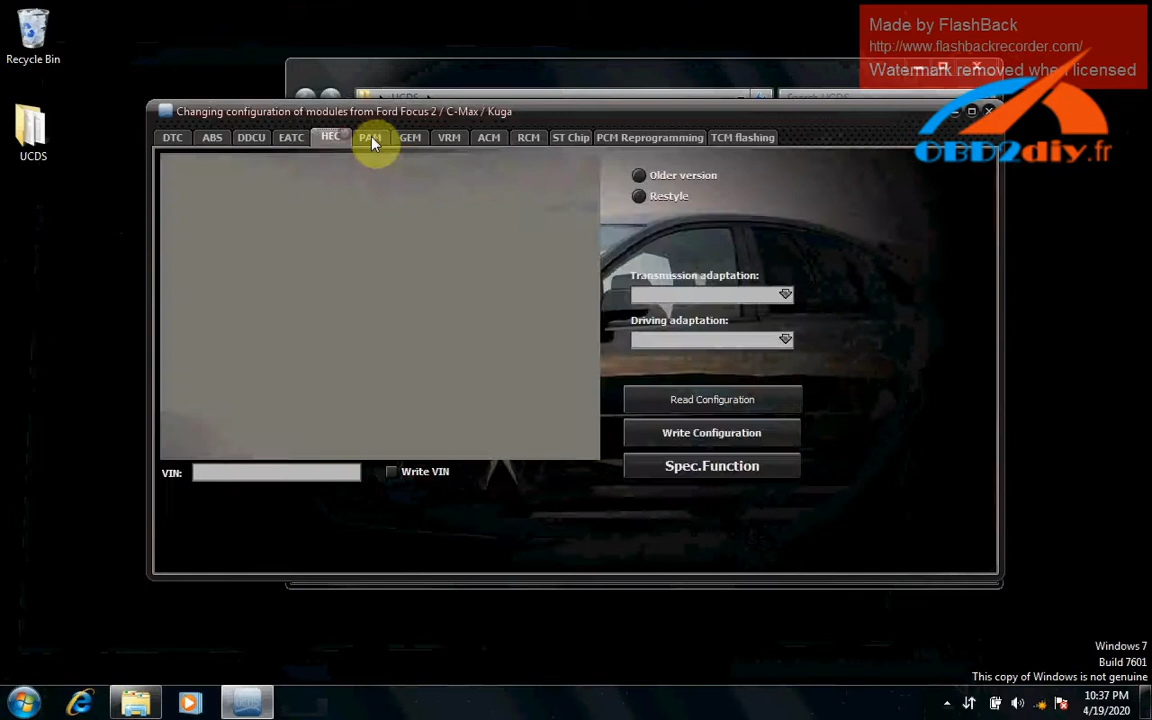 Recycle Bin
UCDS
Made by FlashBack
http://www.flashbackrecorder.com/
Watermark removed when licensed
OBD2diy.fr
UCDS
Search UCDS
Changing configuration of modules from Ford Focus 2 / C-Max / Kuga
DTC ABS DDCU EATC HEC PAM GEM VRM ACM RCM ST Chip PCM Reprogramming TCM flashing
Older version
Restyle
Transmission adaptation:
Driving adaptation:
Read Configuration
Write Configuration
Spec.Function
VIN:
Write VIN
Windows 7
Build 7601
This copy of Windows is not genuine
10:37 PM
4/19/2020